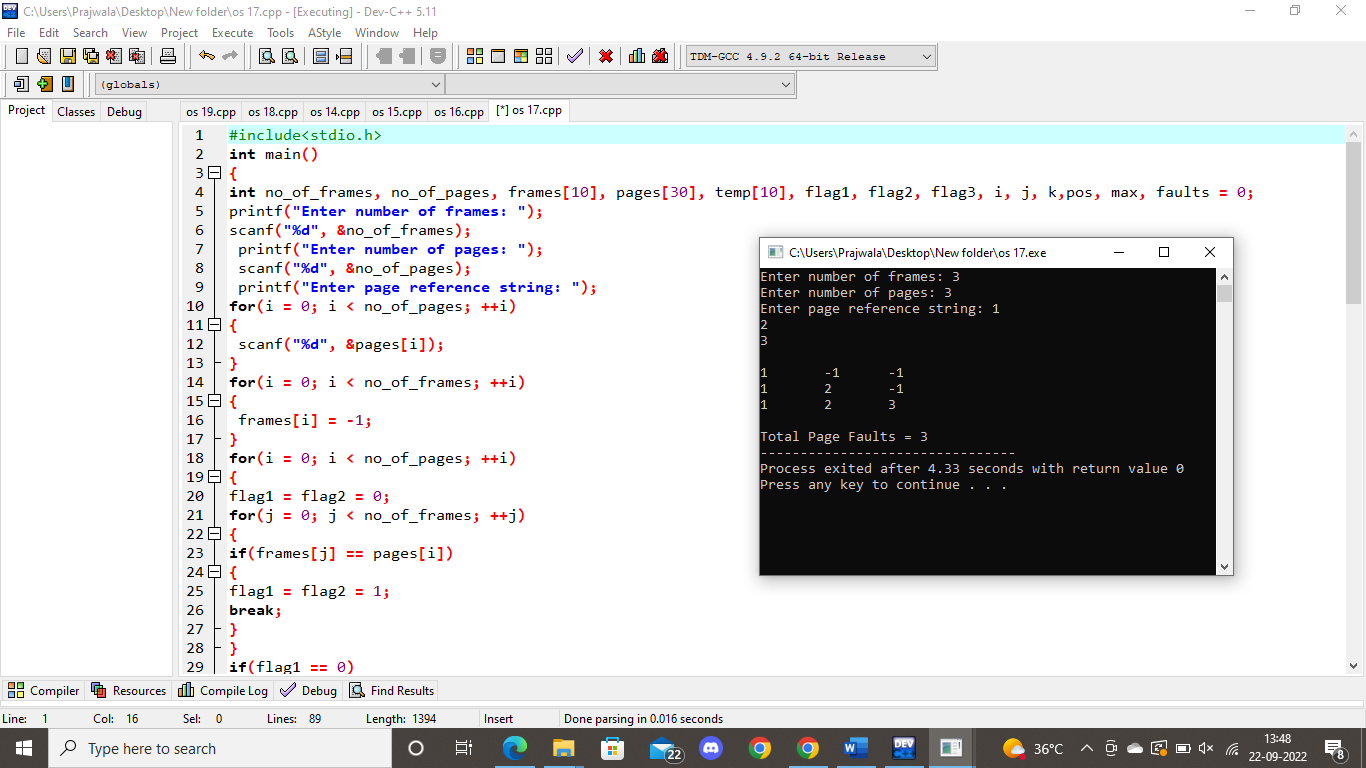 C:\Users\Prajwala\Desktop\New folder\os 17.cpp - [Executing] - Dev-C++ 5.11
File Edit Search View Project Execute Tools AStyle Window Help
TDM-GCC 4.9.2 64-bit Release
(globals)
Project Classes Debug
os 19.cpp os 18.cpp os 14.cpp os 15.cpp os 16.cpp [*] os 17.cpp
1 #include<stdio.h>
2 int main()
3 {
4 int no_of_frames, no_of_pages, frames[10], pages[30], temp[10], flag1, flag2, flag3, i, j, k,pos, max, faults = 0;
5 printf("Enter number of frames: ");
6 scanf("%d", &no_of_frames);
7 printf("Enter number of pages: ");
8 scanf("%d", &no_of_pages);
9 printf("Enter page reference string: ");
10 for(i = 0; i < no_of_pages; ++i)
11 {
12 scanf("%d", &pages[i]);
13 }
14 for(i = 0; i < no_of_frames; ++i)
15 {
16 frames[i] = -1;
17 }
18 for(i = 0; i < no_of_pages; ++i)
19 {
20 flag1 = flag2 = 0;
21 for(j = 0; j < no_of_frames; ++j)
22 {
23 if(frames[j] == pages[i])
24 {
25 flag1 = flag2 = 1;
26 break;
27 }
28 }
29 if(flag1 == 0)
C:\Users\Prajwala\Desktop\New folder\os 17.exe
Enter number of frames: 3
Enter number of pages: 3
Enter page reference string: 1
2
3
1 -1 -1
1 2 -1
1 2 3
Total Page Faults = 3
--------------------------------
Process exited after 4.33 seconds with return value 0
Press any key to continue . . .
Compiler Resources Compile Log Debug Find Results
Line: 1 Col: 16 Sel: 0 Lines: 89 Length: 1394 Insert Done parsing in 0.016 seconds
Type here to search
22
W
DEV
36°C
13:48
22-09-2022
8